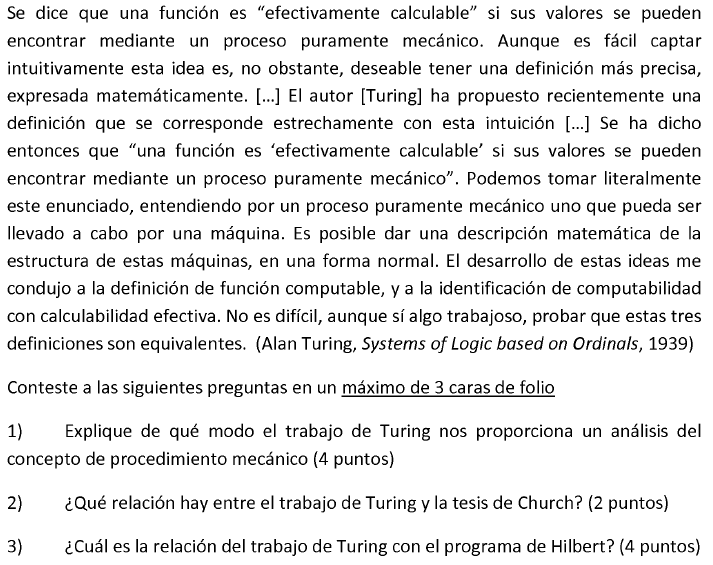 Se dice que una función es “efectivamente calculable” si sus valores se pueden
encontrar mediante un proceso puramente mecánico. Aunque es fácil captar
intuitivamente esta idea es, no obstante, deseable tener una definición más precisa,
expresada matemáticamente. [...] El autor [Turing] ha propuesto recientemente una
definición que se corresponde estrechamente con esta intuición [...] Se ha dicho
entonces que “una función es ‘efectivamente calculable’ si sus valores se pueden
encontrar mediante un proceso puramente mecánico”. Podemos tomar literalmente
este enunciado, entendiendo por un proceso puramente mecánico uno que pueda ser
llevado a cabo por una máquina. Es posible dar una descripción matemática de la
estructura de estas máquinas, en una forma normal. El desarrollo de estas ideas me
condujo a la definición de función computable, y a la identificación de computabilidad
con calculabilidad efectiva. No es difícil, aunque sí algo trabajoso, probar que estas tres
definiciones son equivalentes. (Alan Turing, Systems of Logic based on Ordinals, 1939)
Conteste a las siguientes preguntas en un máximo de 3 caras de folio
1) Explique de qué modo el trabajo de Turing nos proporciona un análisis del
concepto de procedimiento mecánico (4 puntos)
2) ¿Qué relación hay entre el trabajo de Turing y la tesis de Church? (2 puntos)
3) ¿Cuál es la relación del trabajo de Turing con el programa de Hilbert? (4 puntos)